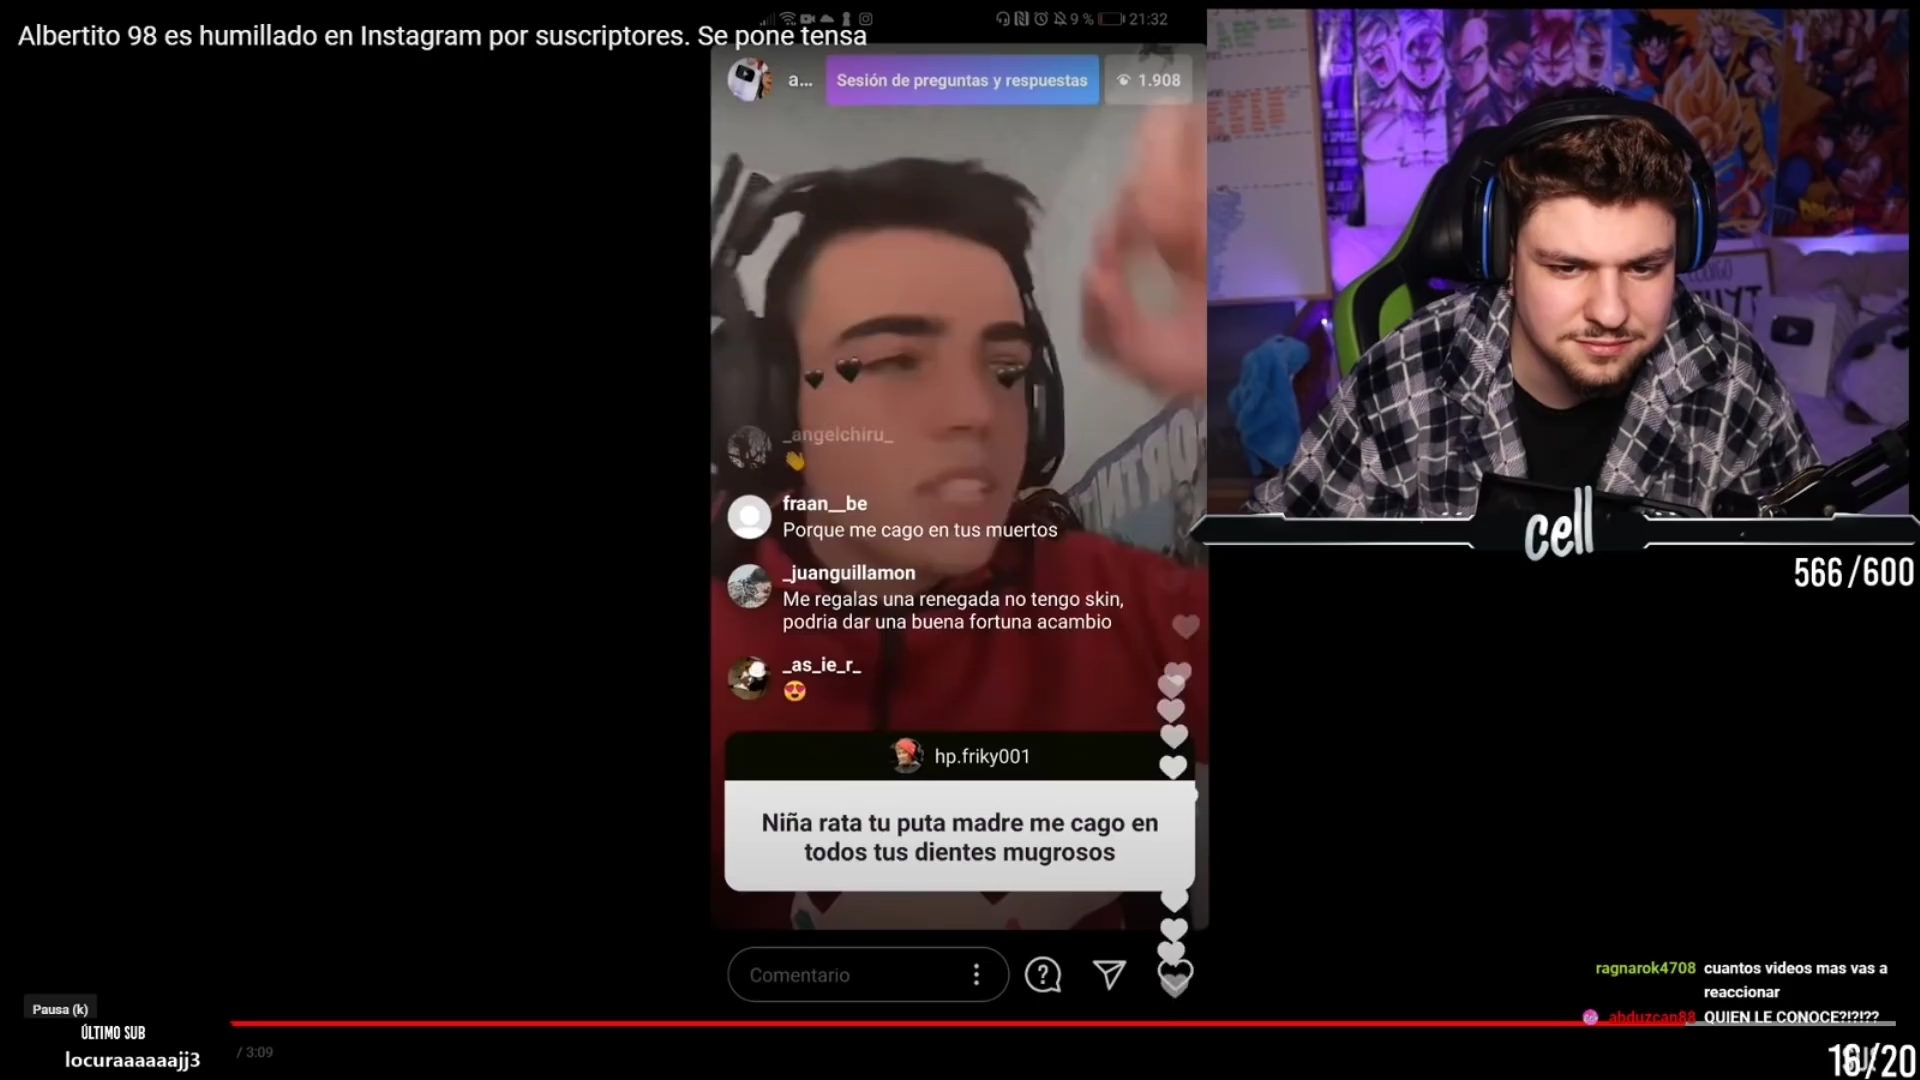 Albertito 98 es humillado en Instagram por suscriptores. Se pone tensa
9 %
21:32
a...
Sesión de preguntas y respuestas
1.908
_angelchiru_
👋
fraan__be
Porque me cago en tus muertos
_juanguillamon
Me regalas una renegada no tengo skin,
podria dar una buena fortuna acambio
_as_ie_r_
😍
hp.friky001
Niña rata tu puta madre me cago en
todos tus dientes mugrosos
Comentario
cell
566/600
ragnarok4708 cuantos videos mas vas a
reaccionar
abduzcan88 QUIEN LE CONOCE?!?!??
Pausa (k)
ÚLTIMO SUB
locuraaaaaajj3
/ 3:09
/20